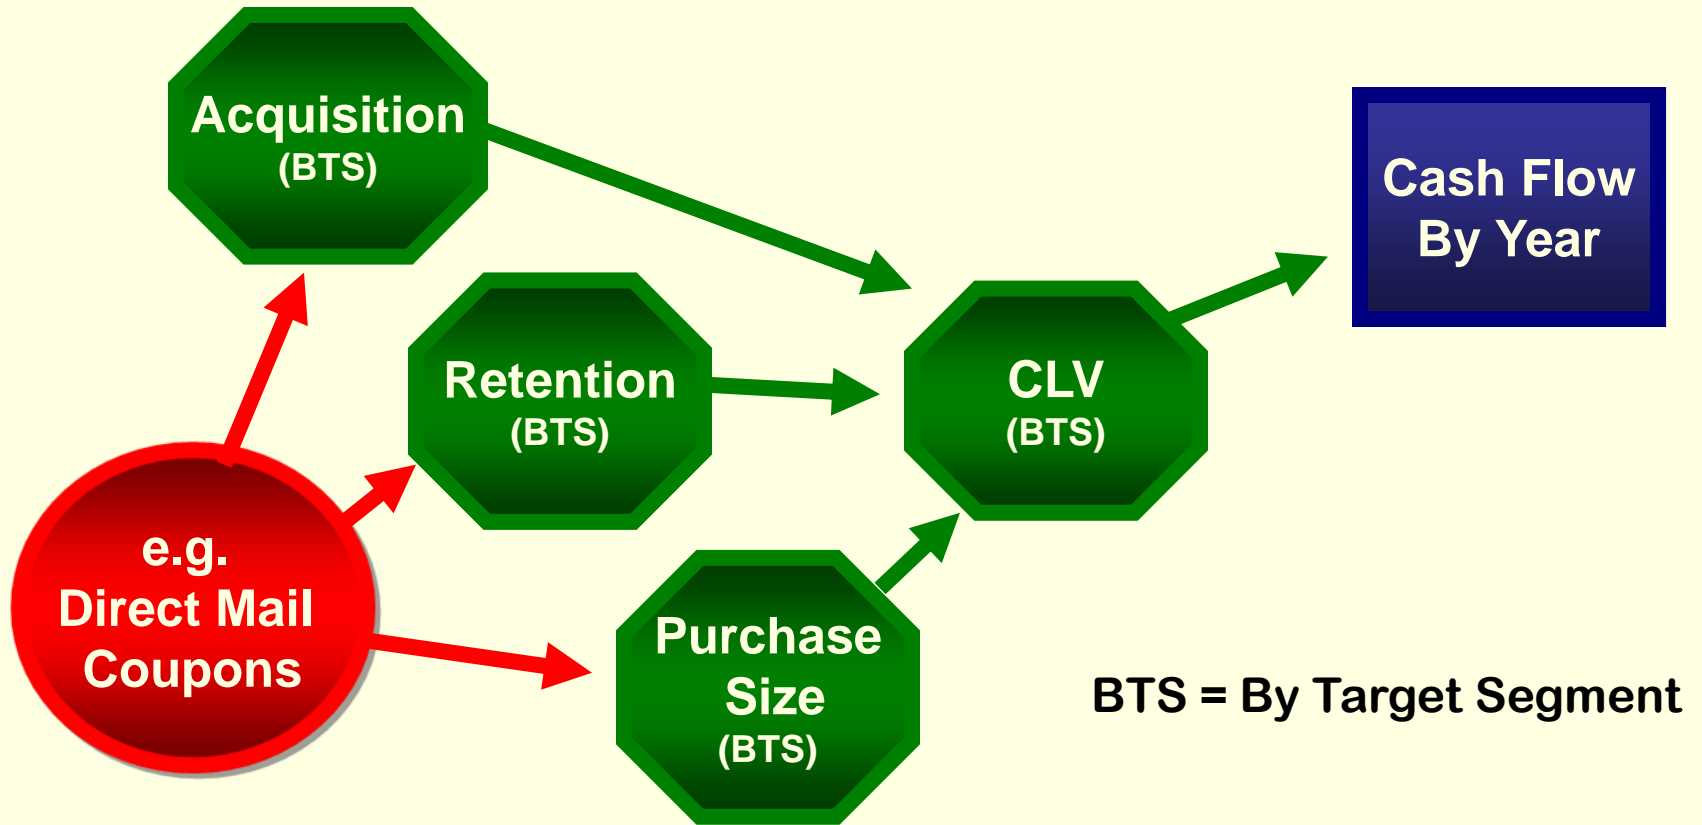 Acquisition
(BTS)
Cash Flow
By Year
Retention
(BTS)
CLV
(BTS)
e.g.
Direct Mail
Coupons
Purchase
Size
(BTS)
BTS = By Target Segment